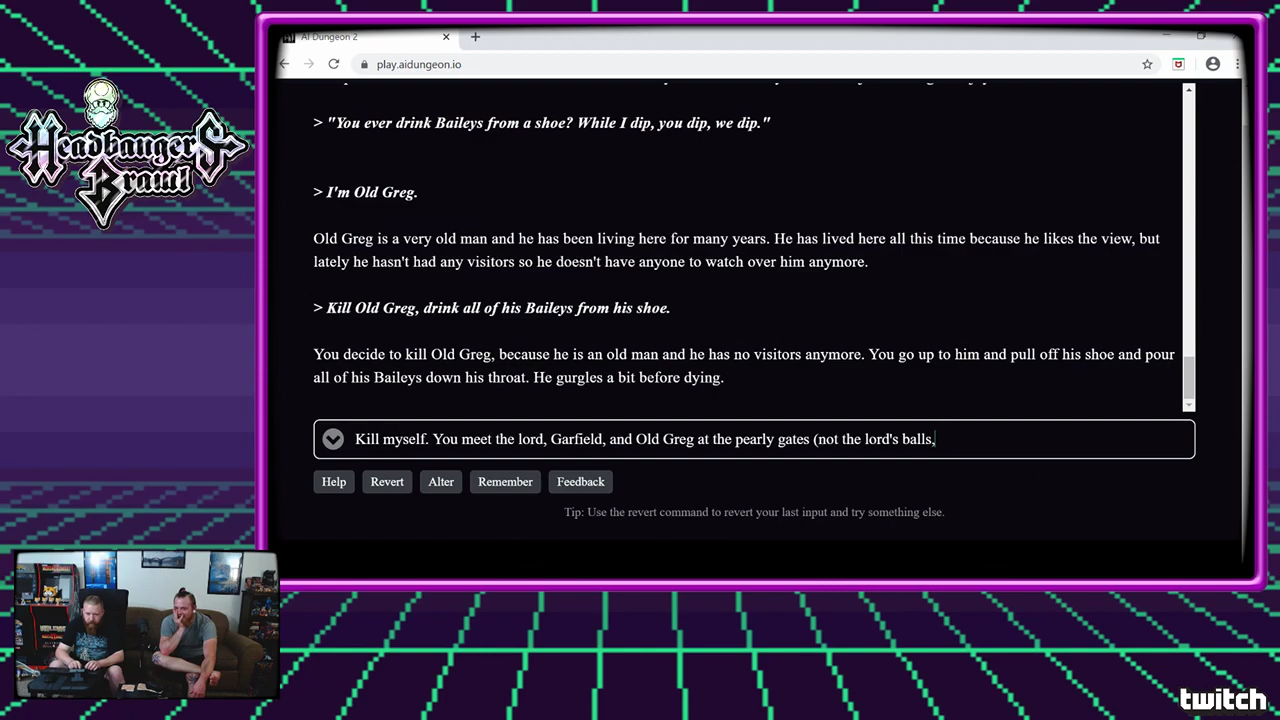 AI Dungeon 2
play.aidungeon.io
HeadbangerS
Brawl
> "You ever drink Baileys from a shoe? While I dip, you dip, we dip."
> I'm Old Greg.
Old Greg is a very old man and he has been living here for many years. He has lived here all this time because he likes the view, but
lately he hasn't had any visitors so he doesn't have anyone to watch over him anymore.
> Kill Old Greg, drink all of his Baileys from his shoe.
You decide to kill Old Greg, because he is an old man and he has no visitors anymore. You go up to him and pull off his shoe and pour
all of his Baileys down his throat. He gurgles a bit before dying.
Kill myself. You meet the lord, Garfield, and Old Greg at the pearly gates (not the lord's balls,
Help Revert Alter Remember Feedback
Tip: Use the revert command to revert your last input and try something else.
twitch